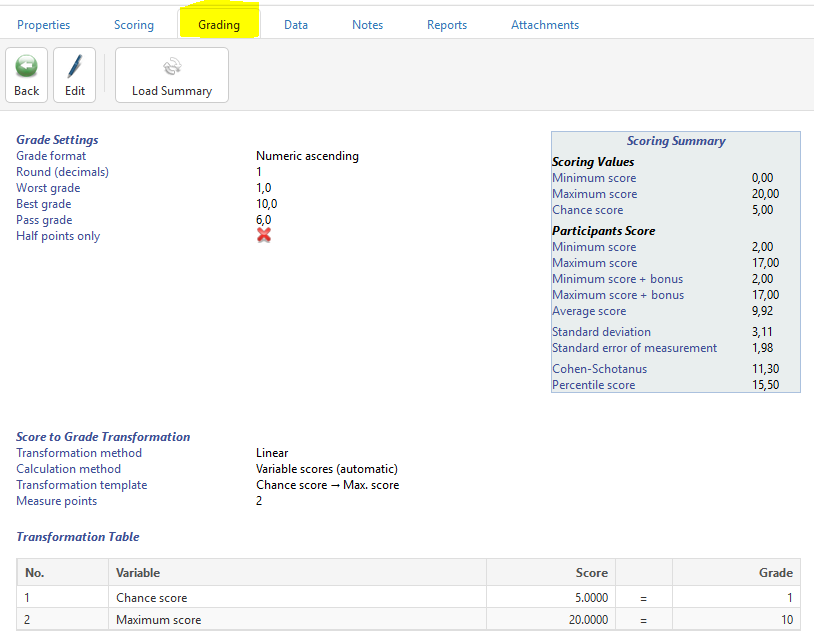 Properties Scoring Grading Data Notes Reports Attachments
Back Edit Load Summary
Grade Settings
Grade format Numeric ascending
Round (decimals) 1
Worst grade 1,0
Best grade 10,0
Pass grade 6,0
Half points only
Scoring Summary
Scoring Values
Minimum score 0,00
Maximum score 20,00
Chance score 5,00
Participants Score
Minimum score 2,00
Maximum score 17,00
Minimum score + bonus 2,00
Maximum score + bonus 17,00
Average score 9,92
Standard deviation 3,11
Standard error of measurement 1,98
Cohen-Schotanus 11,30
Percentile score 15,50
Score to Grade Transformation
Transformation method Linear
Calculation method Variable scores (automatic)
Transformation template Chance score → Max. score
Measure points 2
Transformation Table
No. Variable Score Grade
1 Chance score 5.0000 = 1
2 Maximum score 20.0000 = 10